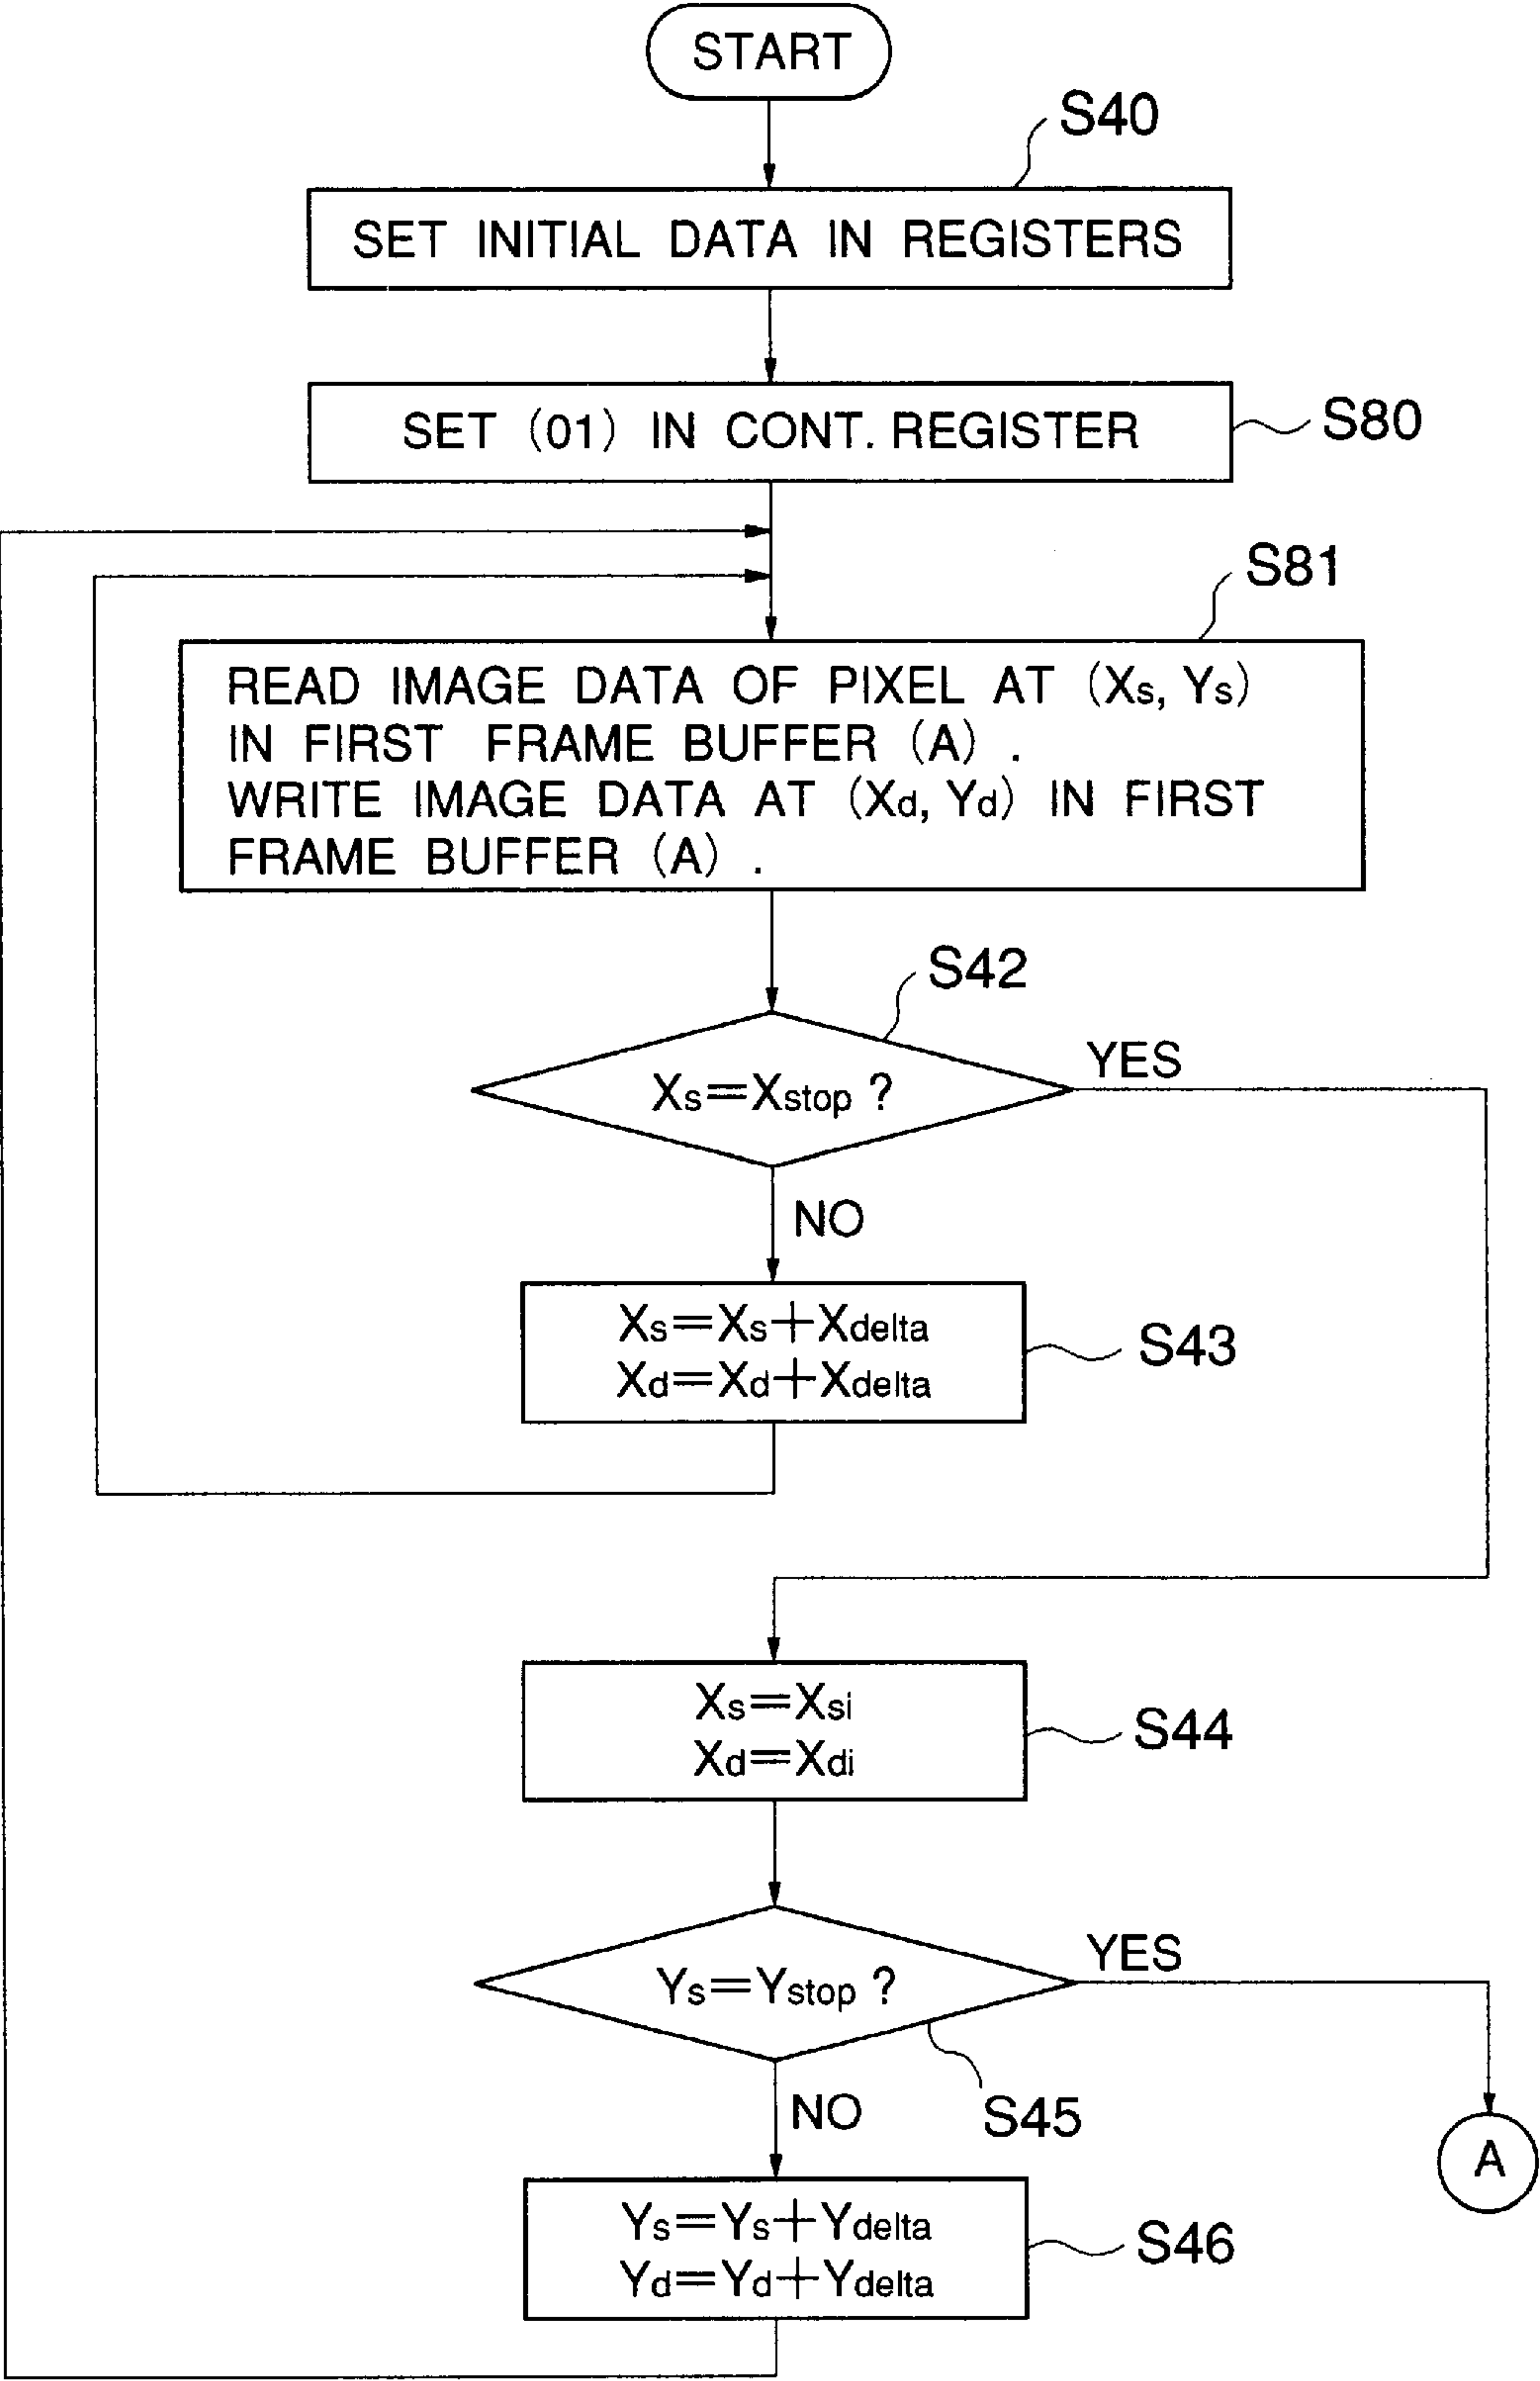 START
S40
SET INITIAL DATA IN REGISTERS
SET (01) IN CONT. REGISTER
S80
S81
READ IMAGE DATA OF PIXEL AT (Xs, Ys)
IN FIRST FRAME BUFFER (A) .
WRITE IMAGE DATA AT (Xd, Yd) IN FIRST
FRAME BUFFER (A) .
S42
YES
Xs=Xstop ?
NO
Xs=Xs+Xdelta
Xd=Xd+Xdelta
S43
Xs=Xsi
Xd=Xdi
S44
YES
Ys=Ystop ?
S45
NO
A
Ys=Ys+Ydelta
Yd=Yd+Ydelta
S46